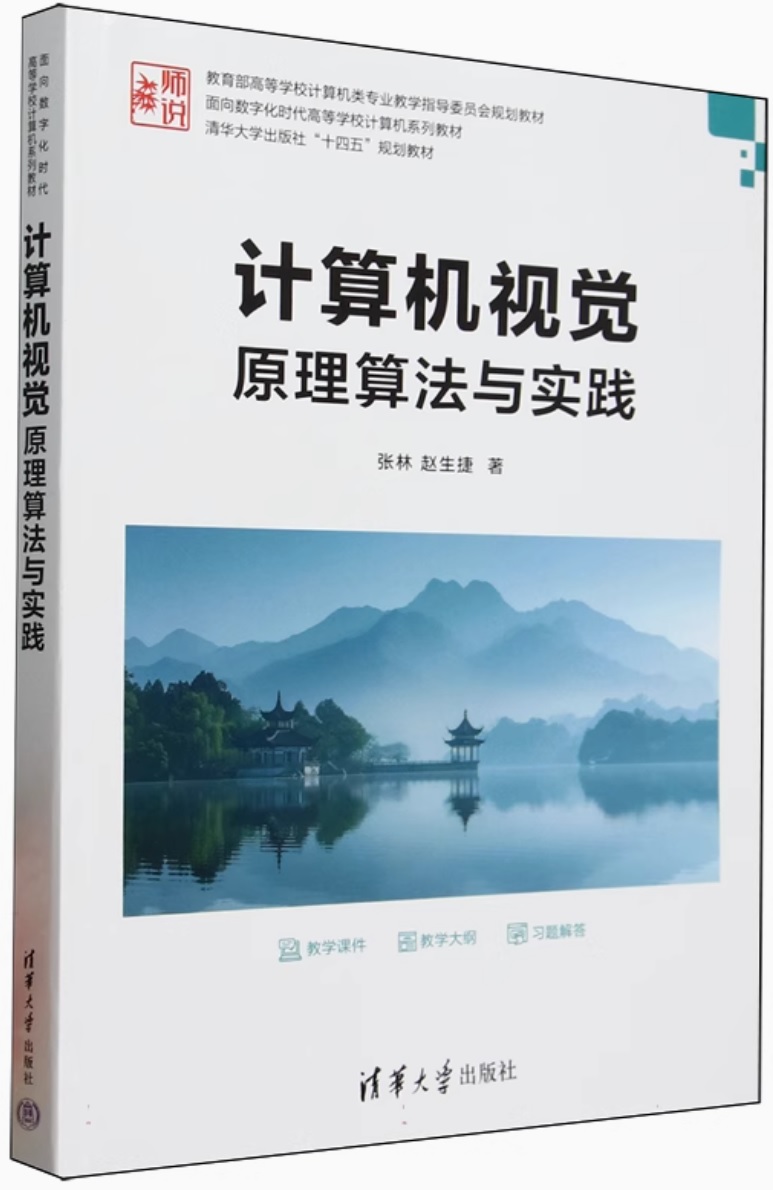 面向数字化时代
高等学校计算机系列教材
计算机视觉 原理算法与实践
清华大学出版社
师说
教育部高等学校计算机类专业教学指导委员会规划教材
面向数字化时代高等学校计算机系列教材
清华大学出版社“十四五”规划教材
计算机视觉
原理算法与实践
张林 赵生捷 著
教学课件 教学大纲 习题解答
清华大学出版社